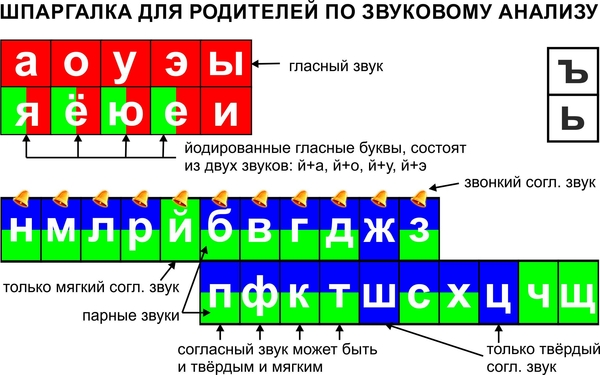 ШПАРГАЛКА ДЛЯ РОДИТЕЛЕЙ ПО ЗВУКОВОМУ АНАЛИЗУ
а о у э ы
гласный звук
ъ
я ё ю е и
ь
йодированные гласные буквы, состоят
из двух звуков: й+а, й+о, й+у, й+э
звонкий согл. звук
н м л р й б в г д ж з
только мягкий согл. звук
п ф к т ш с х ц ч щ
парные звуки
согласный звук может быть
и твёрдым и мягким
только твёрдый
согл. звук